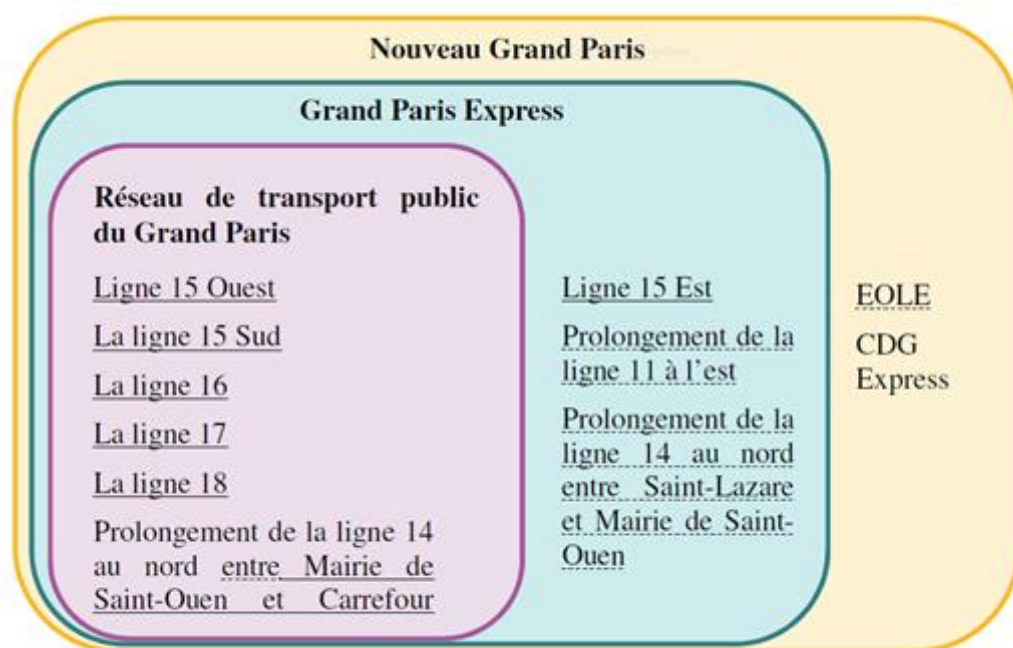 Nouveau Grand Paris
Grand Paris Express
Réseau de transport public
du Grand Paris
Ligne 15 Ouest
La ligne 15 Sud
La ligne 16
La ligne 17
La ligne 18
Prolongement de la ligne 14
au nord entre Mairie de
Saint-Ouen et Carrefour
Ligne 15 Est
Prolongement de la
ligne 11 à l’est
Prolongement de la
ligne 14 au nord
entre Saint-Lazare
et Mairie de Saint-
Ouen
EOLE
CDG
Express